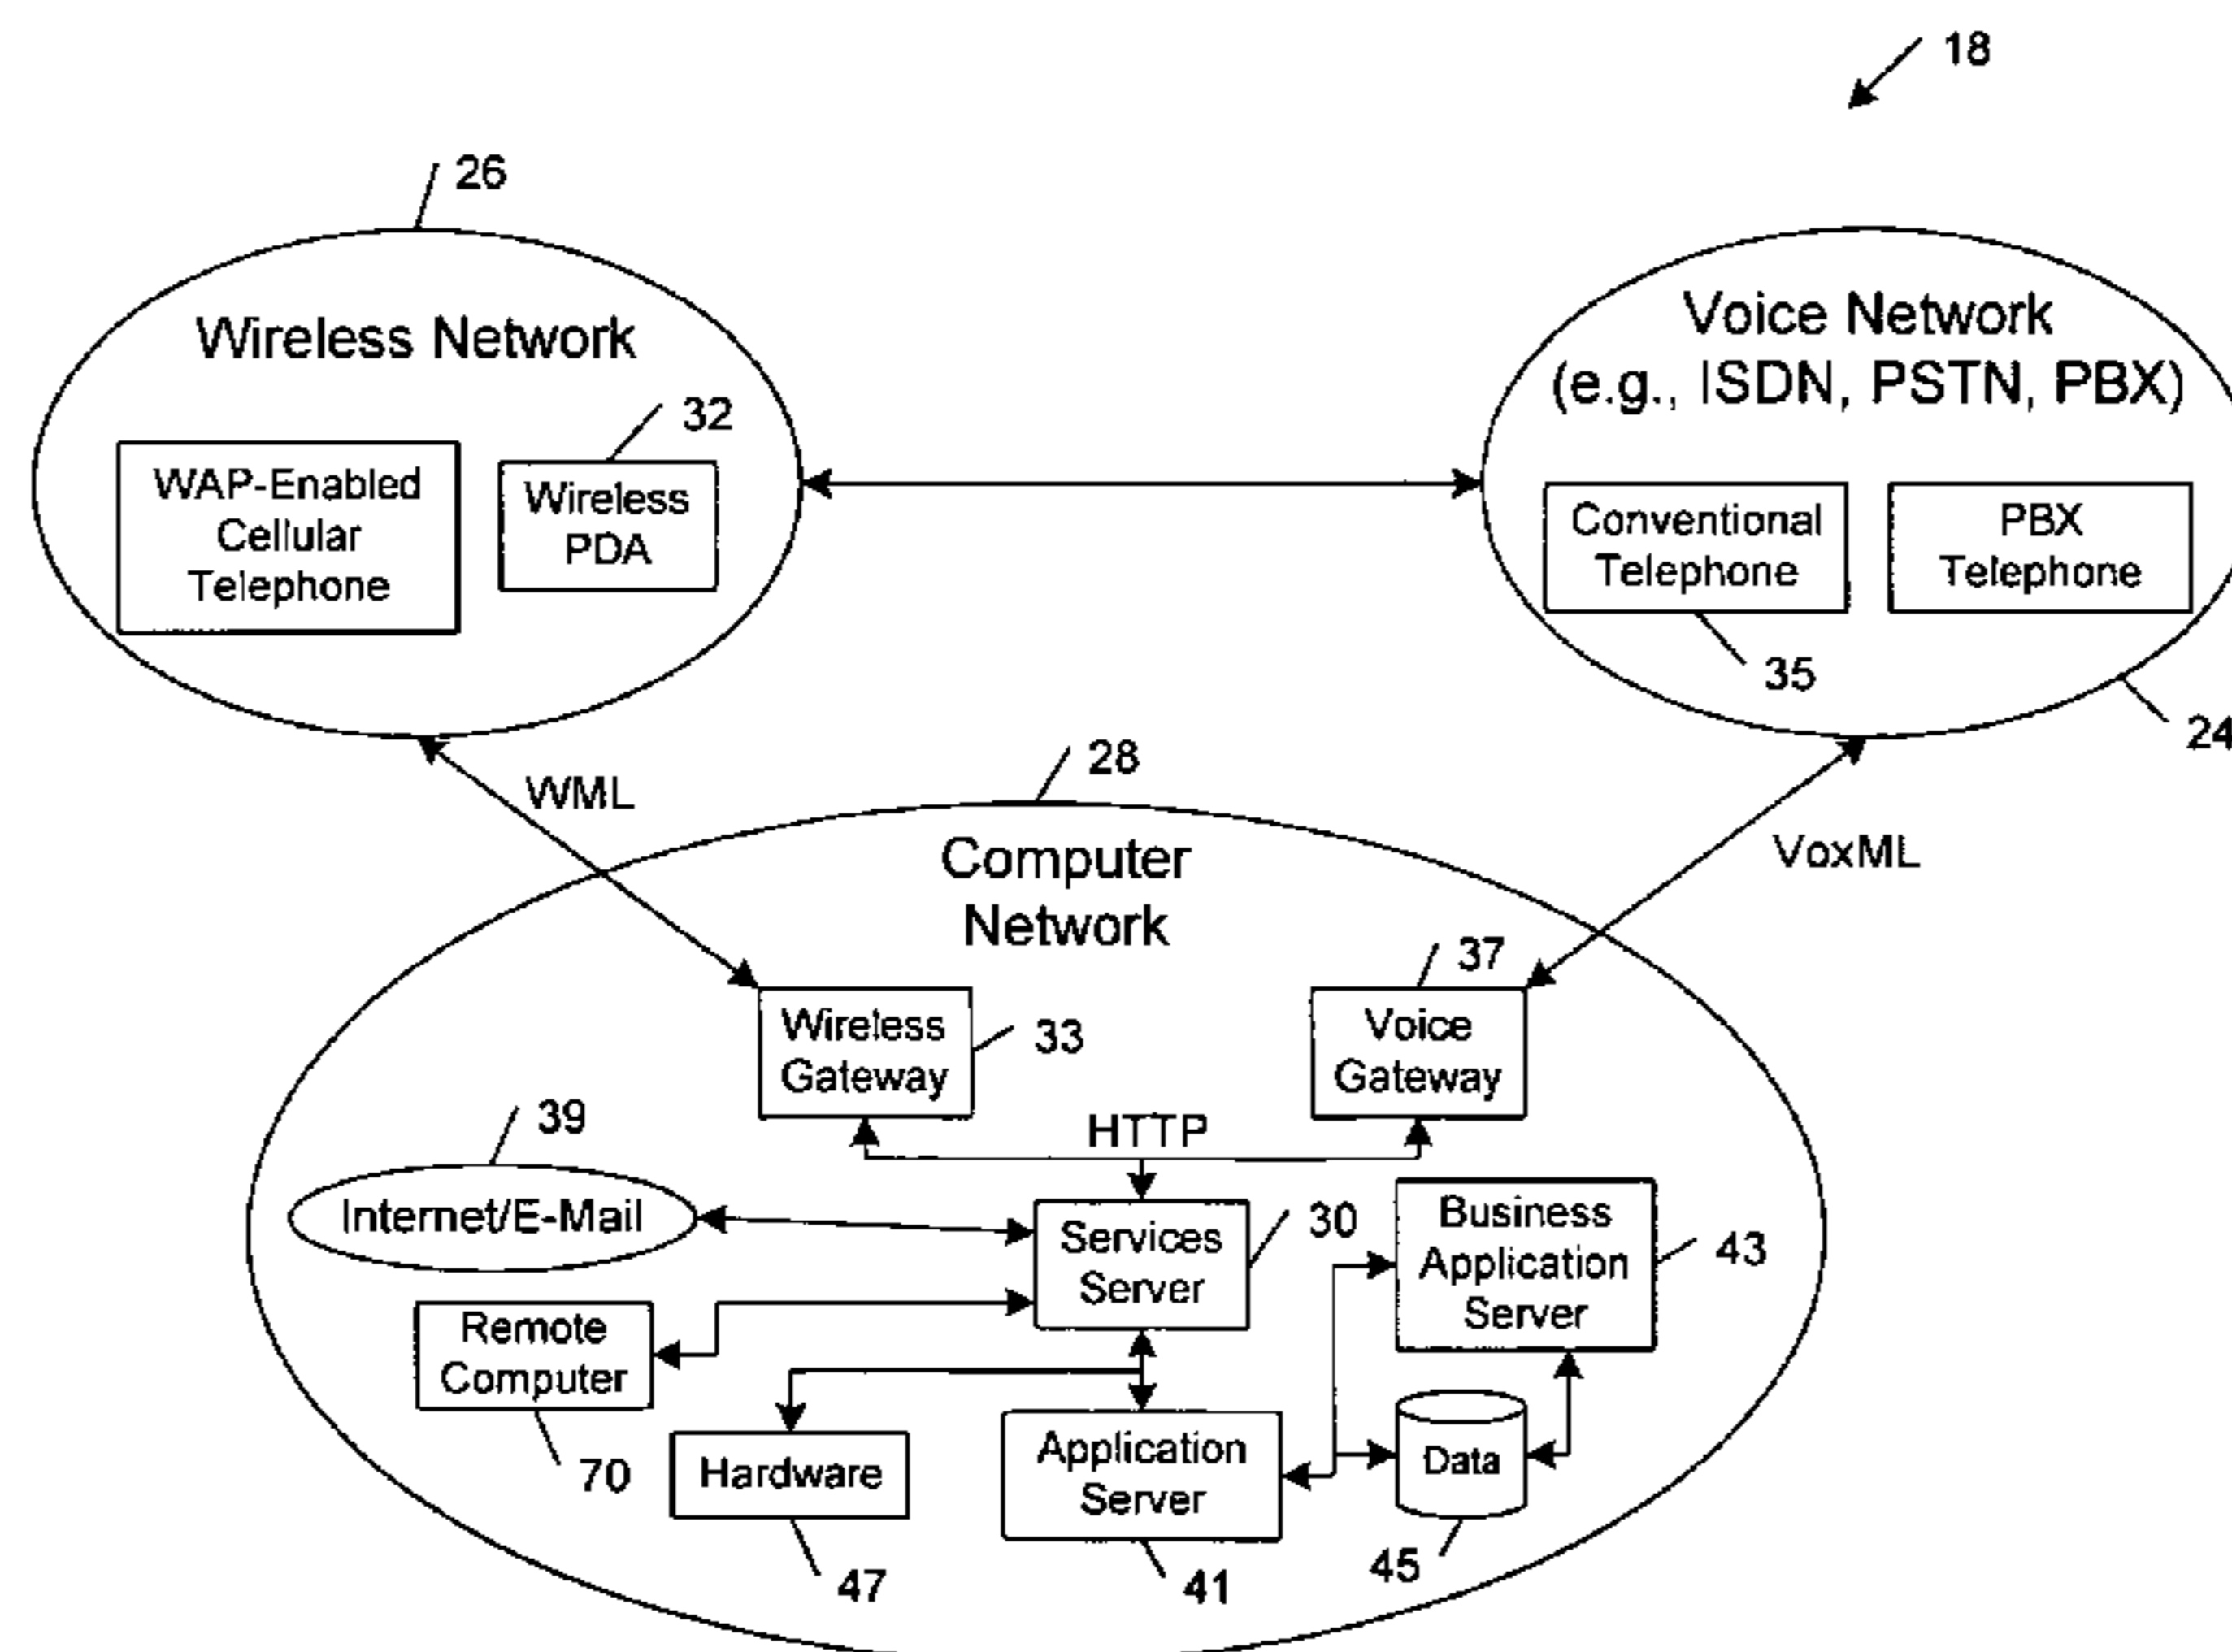 18
26
Wireless Network
32
WAP-Enabled
Cellular
Telephone
Wireless
PDA
Voice Network
(e.g., ISDN, PSTN, PBX)
Conventional
Telephone
PBX
Telephone
35
24
WML
28
VoxML
Computer
Network
37
Wireless
Gateway
33
Voice
Gateway
HTTP
39
Internet/E-Mail
Services
Server
30
Business
Application
Server
43
Remote
Computer
70
Hardware
47
Application
Server
41
Data
45